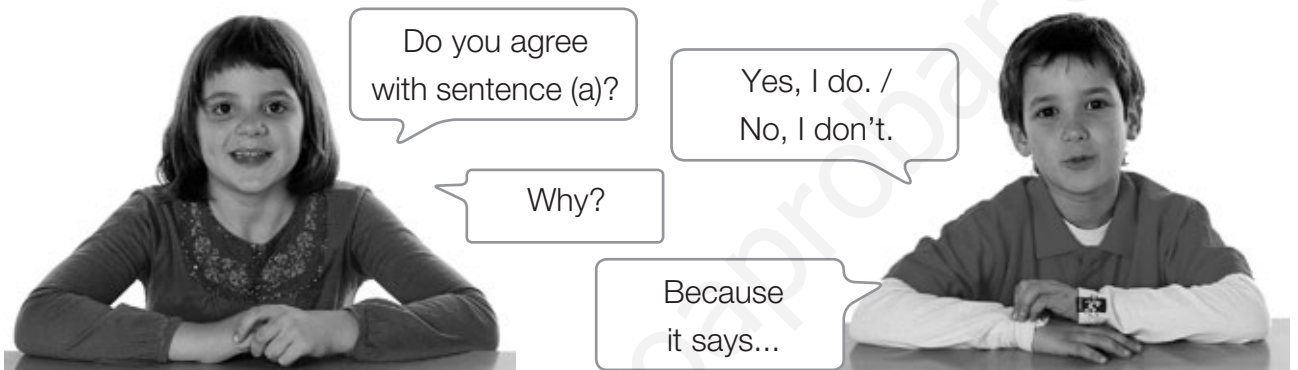 Do you agree
with sentence (a)?
Yes, I do. /
No, I don't.
Why?
Because
it says...